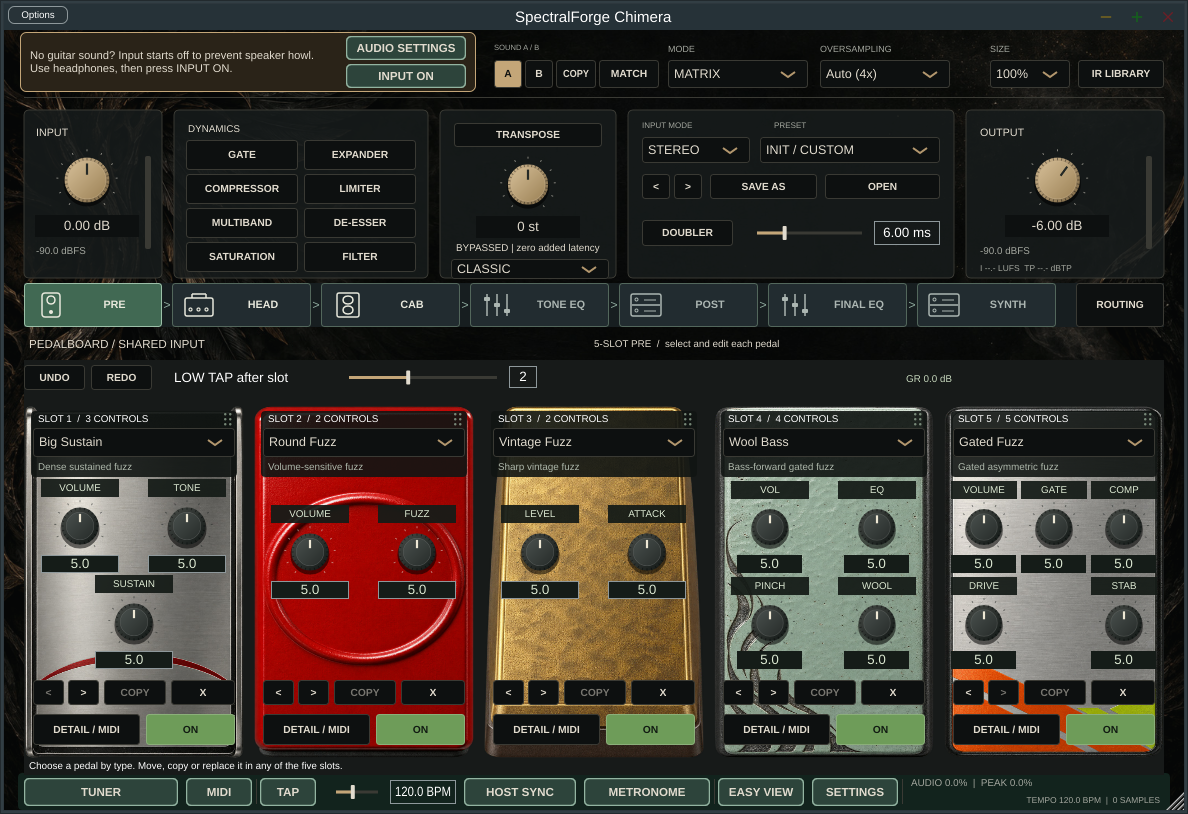 Options
SpectralForge Chimera
No guitar sound? Input starts off to prevent speaker howl.
Use headphones, then press INPUT ON.
AUDIO SETTINGS
INPUT ON
SOUND A / B
A
B
COPY
MATCH
MODE
MATRIX
OVERSAMPLING
Auto (4x)
SIZE
100%
IR LIBRARY
INPUT
0.00 dB
-90.0 dBFS
DYNAMICS
GATE
EXPANDER
COMPRESSOR
LIMITER
MULTIBAND
DE-ESSER
SATURATION
FILTER
TRANSPOSE
0 st
BYPASSED | zero added latency
CLASSIC
INPUT MODE
PRESET
STEREO
INIT / CUSTOM
<
>
SAVE AS
OPEN
DOUBLER
6.00 ms
OUTPUT
-6.00 dB
-90.0 dBFS
I --.- LUFS TP --.- dBTP
PRE
>
HEAD
>
CAB
>
TONE EQ
>
POST
>
FINAL EQ
>
SYNTH
ROUTING
PEDALBOARD / SHARED INPUT
5-SLOT PRE / select and edit each pedal
UNDO
REDO
LOW TAP after slot
2
GR 0.0 dB
SLOT 1 / 3 CONTROLS
Big Sustain
Dense sustained fuzz
VOLUME
TONE
5.0
5.0
SUSTAIN
5.0
<
>
COPY
X
DETAIL / MIDI
ON
SLOT 2 / 2 CONTROLS
Round Fuzz
Volume-sensitive fuzz
VOLUME
FUZZ
5.0
5.0
<
>
COPY
X
DETAIL / MIDI
ON
SLOT 3 / 2 CONTROLS
Vintage Fuzz
Sharp vintage fuzz
LEVEL
ATTACK
5.0
5.0
<
>
COPY
X
DETAIL / MIDI
ON
SLOT 4 / 4 CONTROLS
Wool Bass
Bass-forward gated fuzz
VOL
EQ
5.0
5.0
PINCH
WOOL
5.0
5.0
<
>
COPY
X
DETAIL / MIDI
ON
SLOT 5 / 5 CONTROLS
Gated Fuzz
Gated asymmetric fuzz
VOLUME
GATE
COMP
5.0
5.0
5.0
DRIVE
STAB
5.0
5.0
<
>
COPY
X
DETAIL / MIDI
ON
Choose a pedal by type. Move, copy or replace it in any of the five slots.
TUNER
MIDI
TAP
120.0 BPM
HOST SYNC
METRONOME
EASY VIEW
SETTINGS
AUDIO 0.0% | PEAK 0.0%
TEMPO 120.0 BPM | 0 SAMPLES